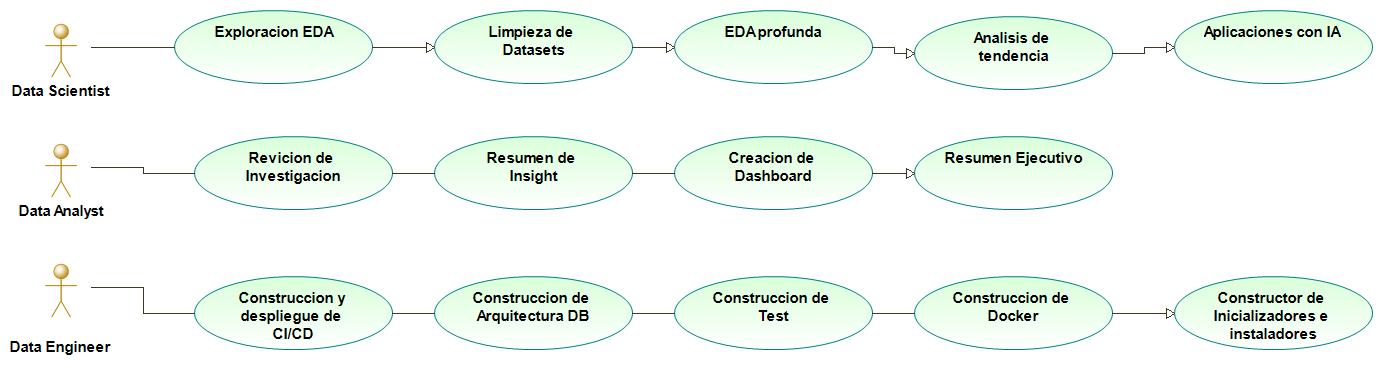 Exploracion EDA
Limpieza de
Datasets
EDA profunda
Analisis de
tendencia
Aplicaciones con IA
Data Scientist
Revicion de
Investigacion
Resumen de
Insight
Creacion de
Dashboard
Resumen Ejecutivo
Data Analyst
Construccion y
despliegue de
CI/CD
Construccion de
Arquitectura DB
Construccion de
Test
Construccion de
Docker
Constructor de
Inicializadores e
instaladores
Data Engineer